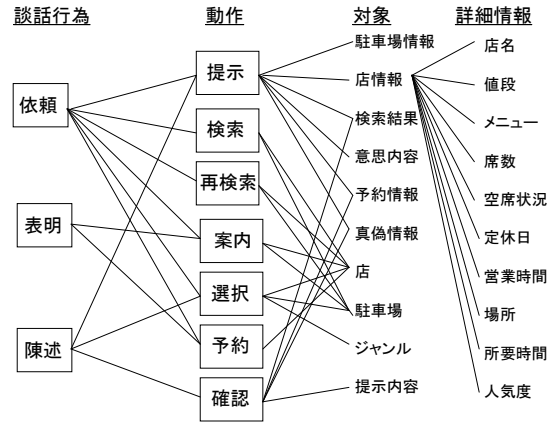 談話行為
動作
対象
詳細情報
依頼
表明
陳述
提示
検索
再検索
案内
選択
予約
確認
駐車場情報
店情報
検索結果
意思内容
予約情報
真偽情報
店
駐車場
ジャンル
提示内容
店名
値段
メニュー
席数
空席状況
定休日
営業時間
場所
所要時間
人気度